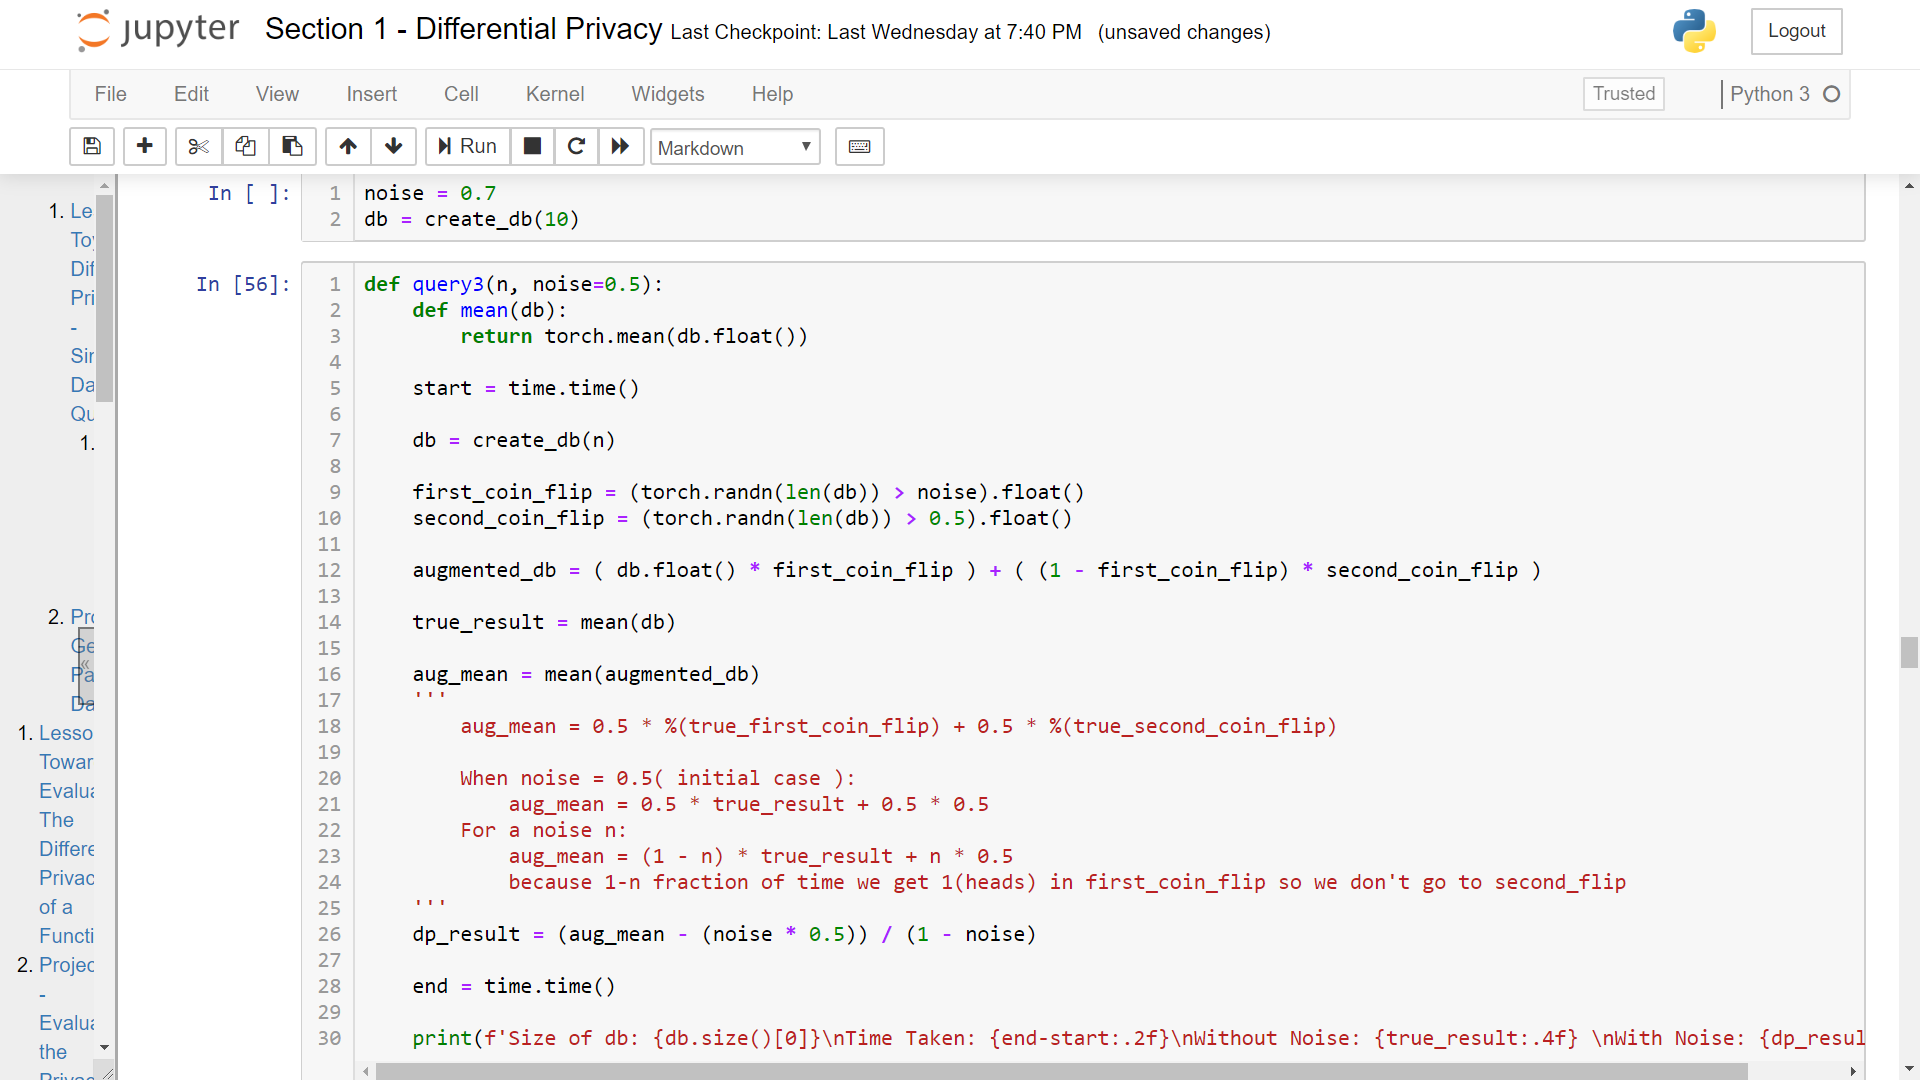 jupyter Section 1 - Differential Privacy Last Checkpoint: Last Wednesday at 7:40 PM (unsaved changes) Logout
File Edit View Insert Cell Kernel Widgets Help Trusted Python 3
Run Markdown
1. Le
Toy
Dif
Pri
-
Sir
Da
Qu
1.
2. Pro
Ge
Pa
Da
1. Lesso
Towar
Evalua
The
Differe
Privac
of a
Functi
2. Projec
-
Evalua
the
Privac
In [ ]:
1 noise = 0.7
2 db = create_db(10)
In [56]:
1 def query3(n, noise=0.5):
2 def mean(db):
3 return torch.mean(db.float())
4
5 start = time.time()
6
7 db = create_db(n)
8
9 first_coin_flip = (torch.randn(len(db)) > noise).float()
10 second_coin_flip = (torch.randn(len(db)) > 0.5).float()
11
12 augmented_db = ( db.float() * first_coin_flip ) + ( (1 - first_coin_flip) * second_coin_flip )
13
14 true_result = mean(db)
15
16 aug_mean = mean(augmented_db)
17 '''
18 aug_mean = 0.5 * %(true_first_coin_flip) + 0.5 * %(true_second_coin_flip)
19
20 When noise = 0.5( initial case ):
21 aug_mean = 0.5 * true_result + 0.5 * 0.5
22 For a noise n:
23 aug_mean = (1 - n) * true_result + n * 0.5
24 because 1-n fraction of time we get 1(heads) in first_coin_flip so we don't go to second_flip
25 '''
26 dp_result = (aug_mean - (noise * 0.5)) / (1 - noise)
27
28 end = time.time()
29
30 print(f'Size of db: {db.size()[0]}\nTime Taken: {end-start:.2f}\nWithout Noise: {true_result:.4f} \nWith Noise: {dp_resul